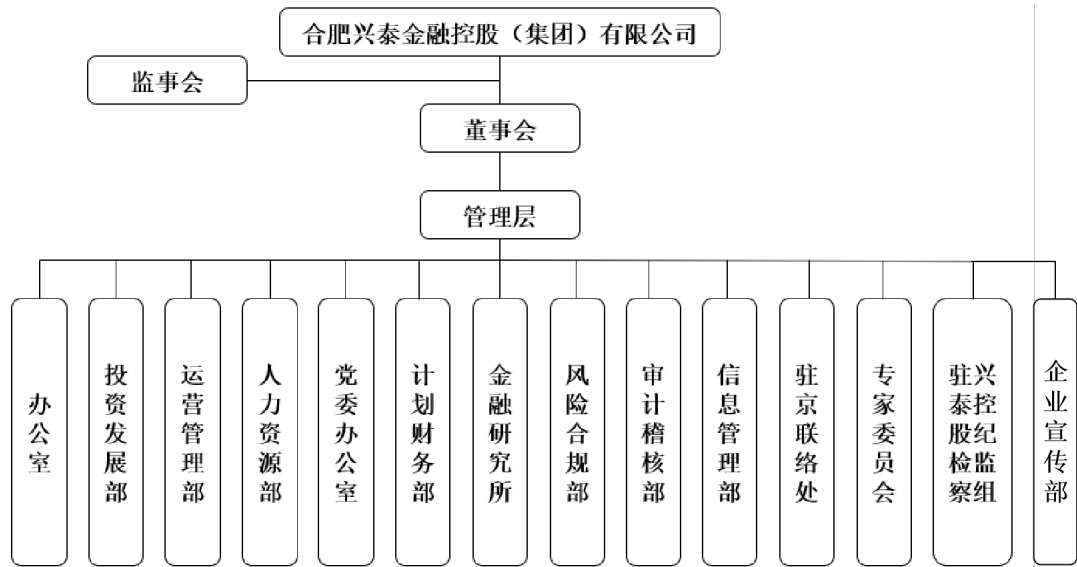 合肥兴泰金融控股（集团）有限公司
监事会
董事会
管理层
办公室
投资发展部
运营管理部
人力资源部
党委办公室
计划财务部
金融研究所
风险合规部
审计稽核部
信息管理部
驻京联络处
专家委员会
驻兴
泰控
股纪
检监
察组
企业宣传部